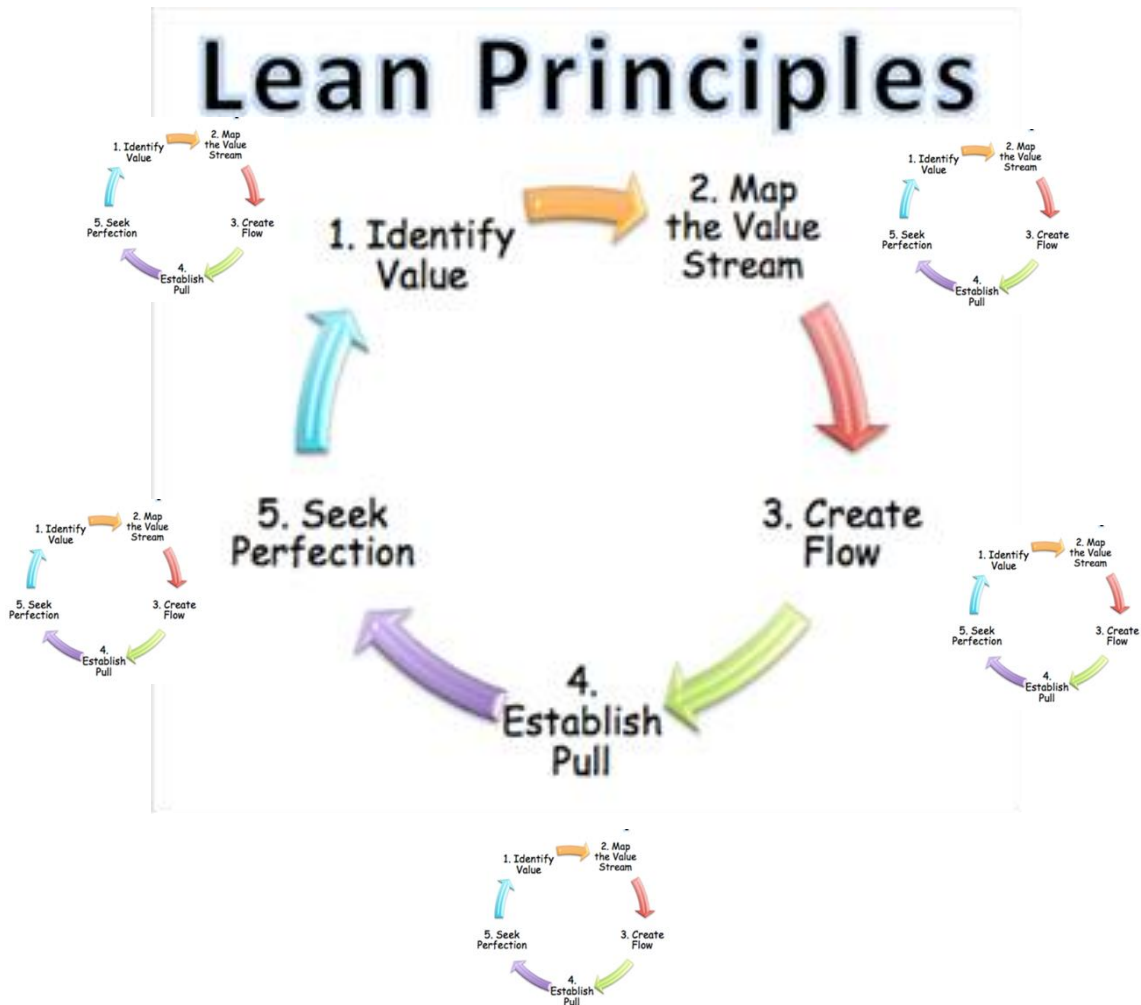 Lean Principles
1. Identify
Value
2. Map
the Value
Stream
3. Create
Flow
4.
Establish
Pull
5. Seek
Perfection
1. Identify
Value
2. Map
the Value
Stream
3. Create
Flow
4.
Establish
Pull
5. Seek
Perfection
1. Identify
Value
2. Map
the Value
Stream
3. Create
Flow
4.
Establish
Pull
5. Seek
Perfection
1. Identify
Value
2. Map
the Value
Stream
3. Create
Flow
4.
Establish
Pull
5. Seek
Perfection
1. Identify
Value
2. Map
the Value
Stream
3. Create
Flow
4.
Establish
Pull
5. Seek
Perfection
1. Identify
Value
2. Map
the Value
Stream
3. Create
Flow
4.
Establish
Pull
5. Seek
Perfection